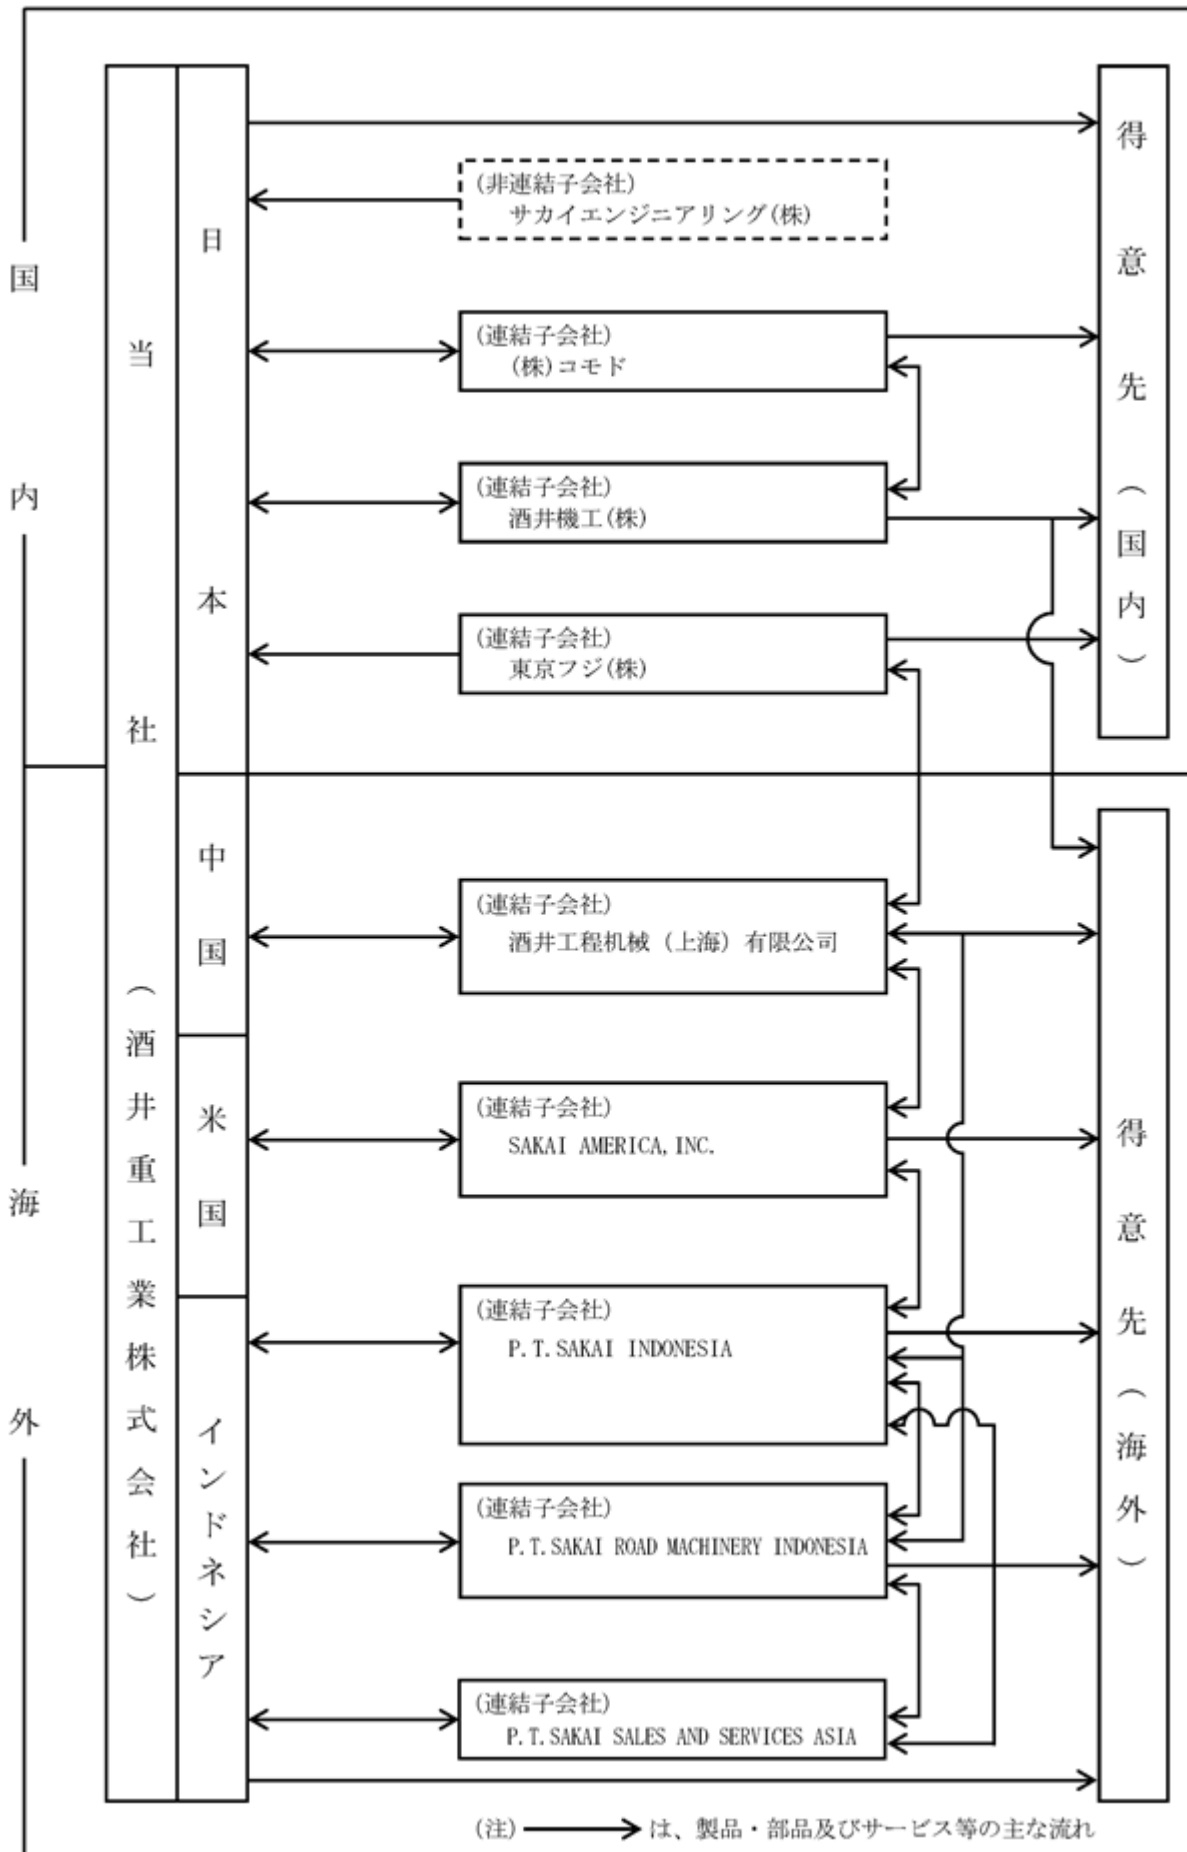 国内
海外
当社（酒井重工業株式会社）
日本
中国
米国
インドネシア
(非連結子会社)
サカイエンジニアリング(株)
(連結子会社)
(株)コモド
(連結子会社)
酒井機工(株)
(連結子会社)
東京フジ(株)
得意先（国内）
(連結子会社)
酒井工程机械（上海）有限公司
(連結子会社)
SAKAI AMERICA,INC.
(連結子会社)
P.T.SAKAI INDONESIA
(連結子会社)
P.T.SAKAI ROAD MACHINERY INDONESIA
(連結子会社)
P.T.SAKAI SALES AND SERVICES ASIA
得意先（海外）
(注) は、製品・部品及びサービス等の主な流れ